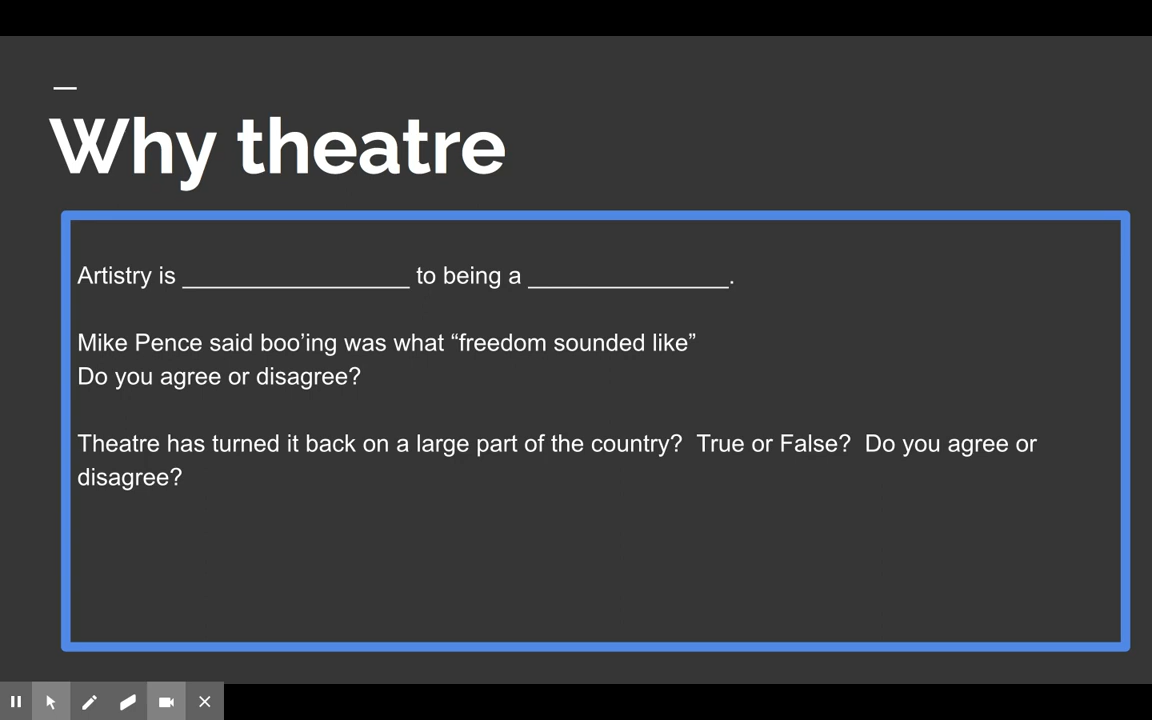 Why theatre
Artistry is _________________ to being a _______________.
Mike Pence said boo’ing was what “freedom sounded like”
Do you agree or disagree?
Theatre has turned it back on a large part of the country?  True or False?  Do you agree or
disagree?